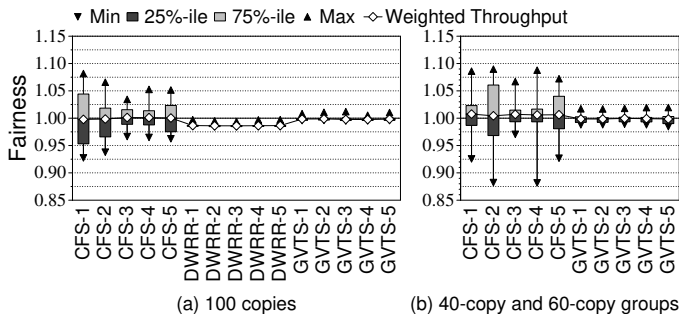 Min 25%-ile 75%-ile Max Weighted Throughput
Fairness
1.15
1.10
1.05
1.00
0.95
0.90
0.85
CFS-1
CFS-2
CFS-3
CFS-4
CFS-5
DWRR-1
DWRR-2
DWRR-3
DWRR-4
DWRR-5
GVTS-1
GVTS-2
GVTS-3
GVTS-4
GVTS-5
(a) 100 copies
1.15
1.10
1.05
1.00
0.95
0.90
0.85
CFS-1
CFS-2
CFS-3
CFS-4
CFS-5
GVTS-1
GVTS-2
GVTS-3
GVTS-4
GVTS-5
(b) 40-copy and 60-copy groups